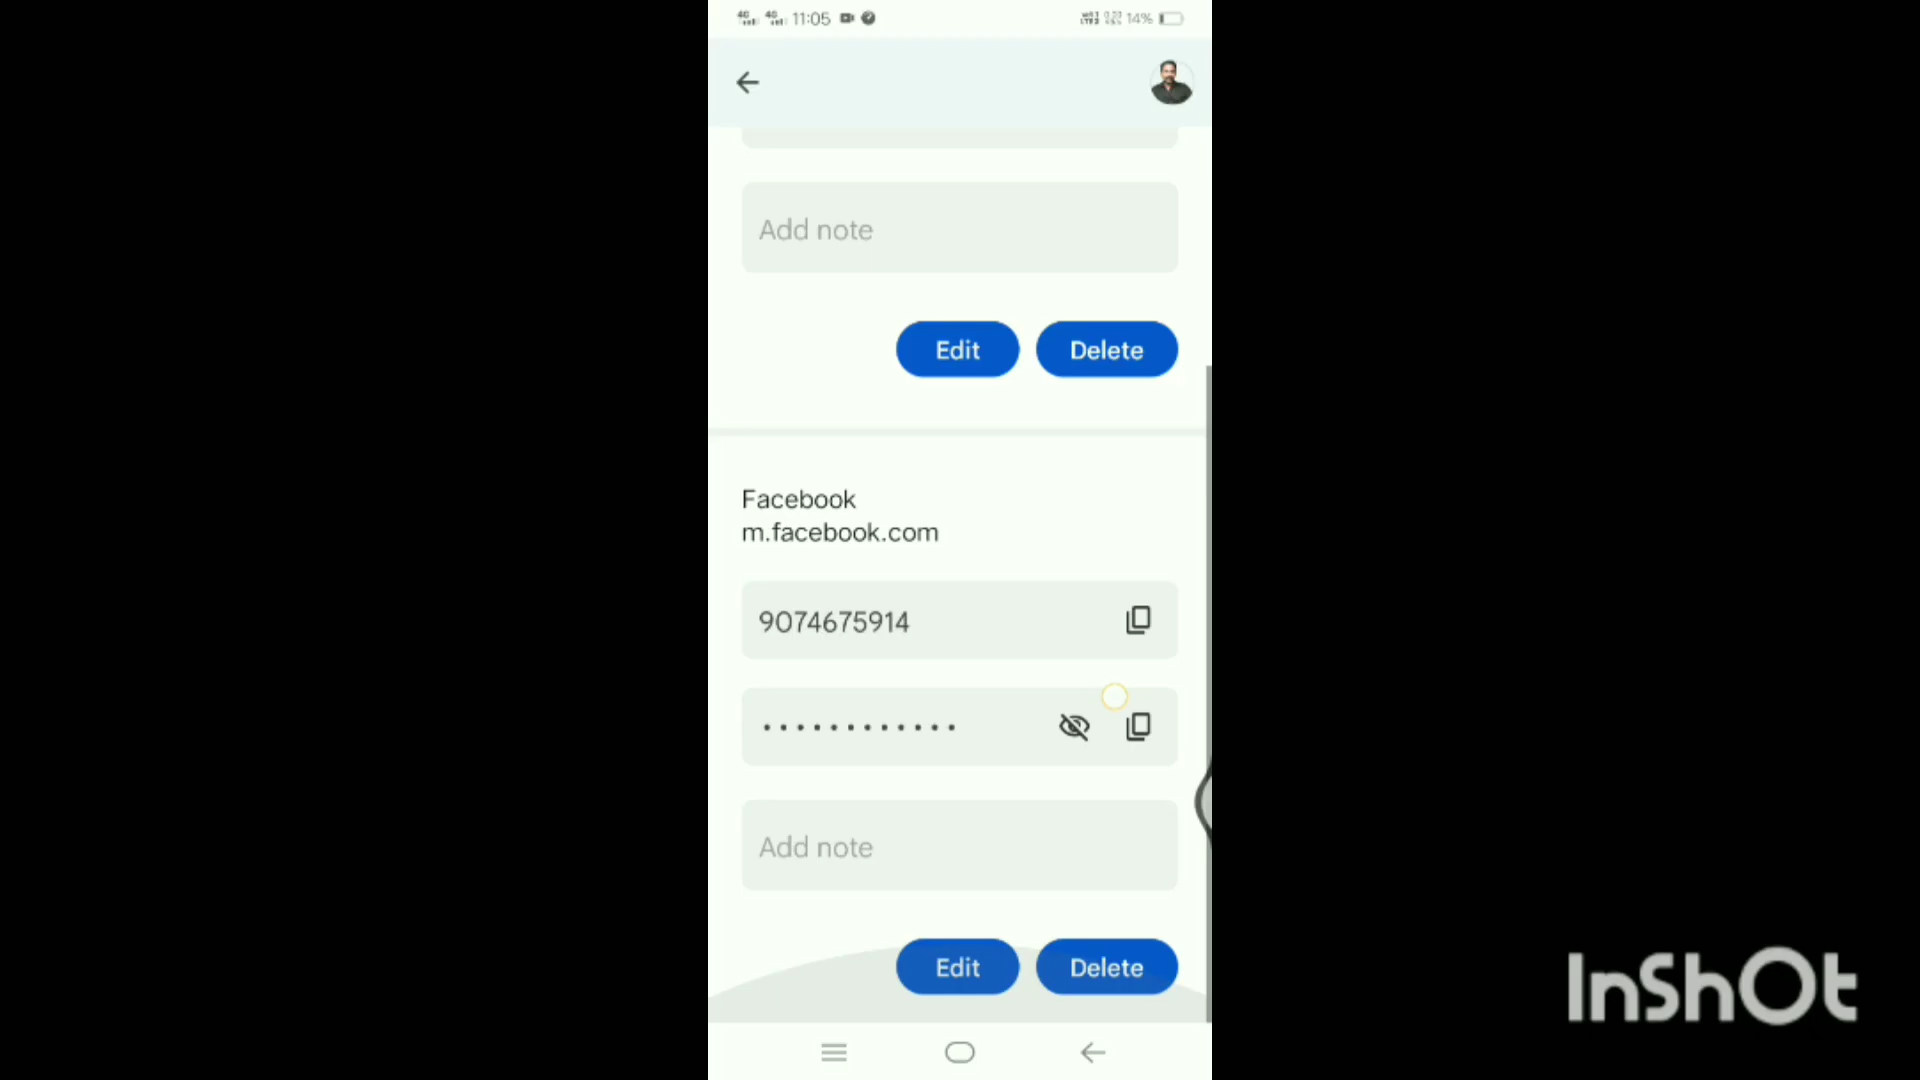 11:05
14%
Add note
Edit Delete
Facebook
m.facebook.com
9074675914
Add note
Edit Delete
InShOt